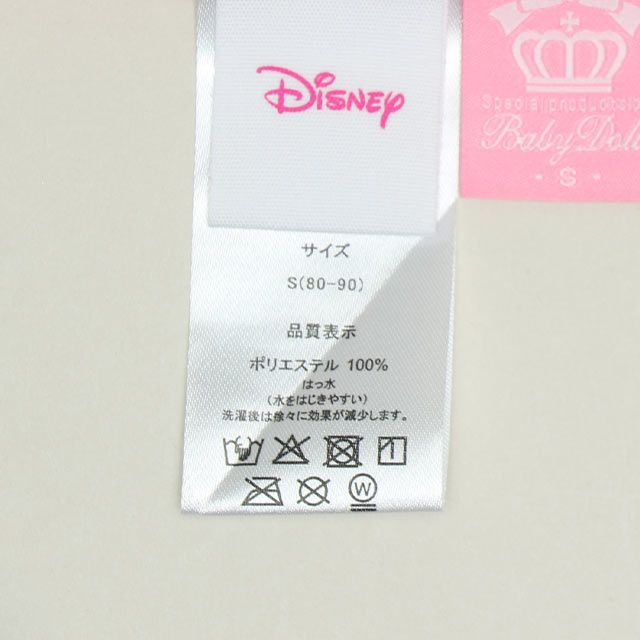 DISNEY
Special productsion
Baby Doll
S
サイズ
S(80-90)
品質表示
ポリエステル 100%
はっ水
(水をはじきやすい)
洗濯後は徐々に効果が減少します。
W